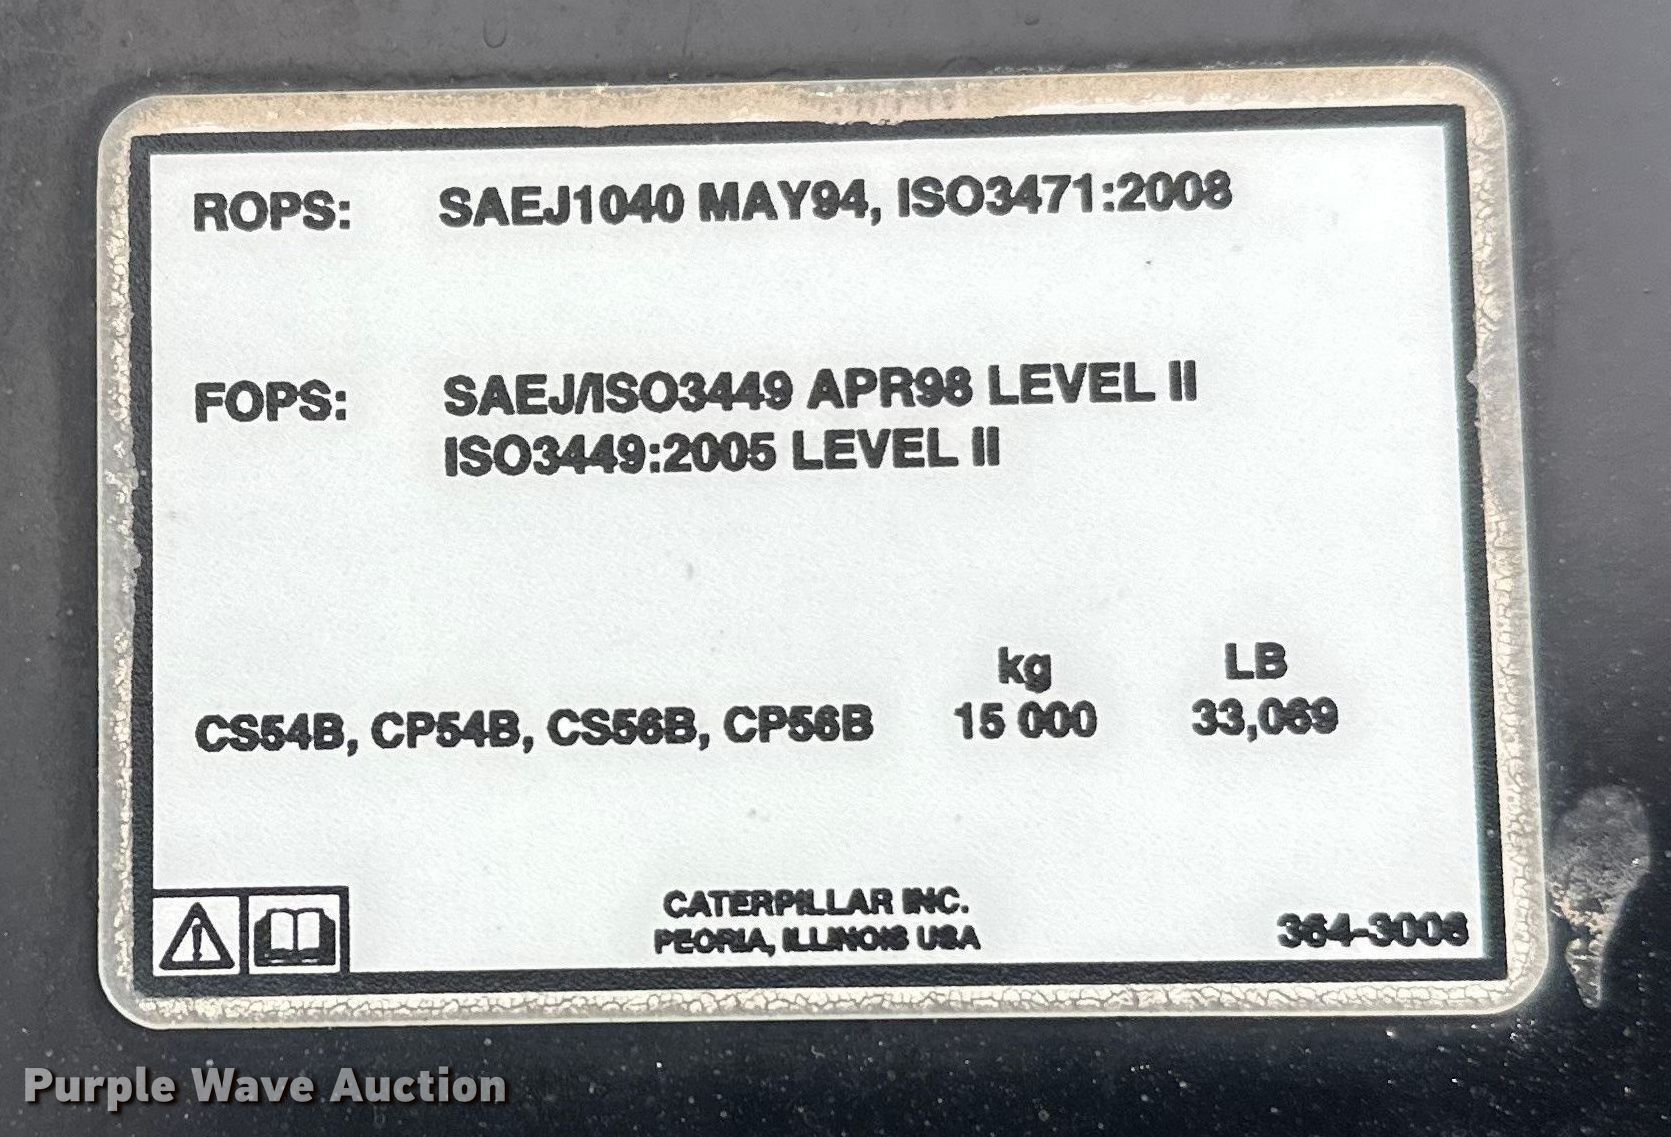 ROPS: SAEJ1040 MAY94, ISO3471:2008
FOPS: SAEJ/ISO3449 APR98 LEVEL II
ISO3449:2005 LEVEL II
kg LB
CS54B, CP54B, CS56B, CP56B 15 000 33,069
CATERPILLAR INC.
PEORIA, ILLINOIS USA
364-3008
Purple Wave Auction